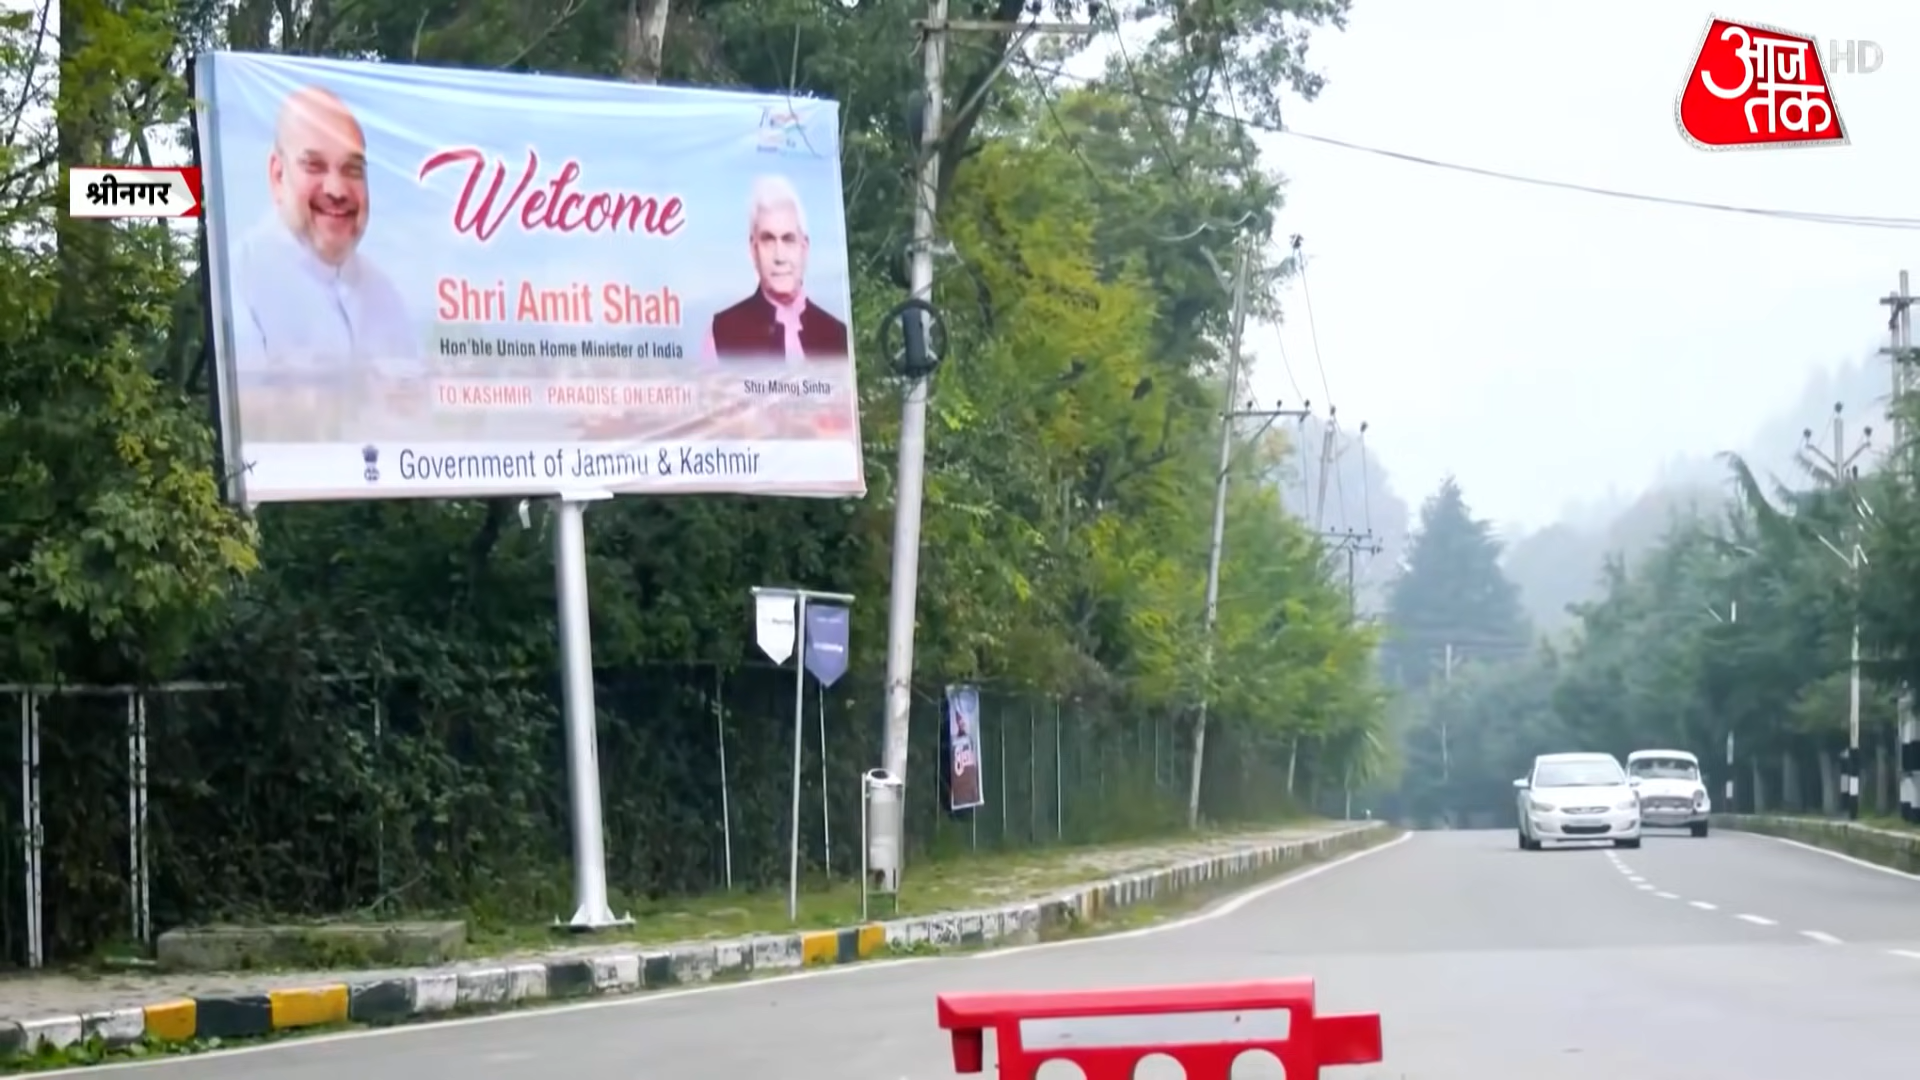 आज तक HD
श्रीनगर
Welcome
Shri Amit Shah
Hon'ble Union Home Minister of India
TO KASHMIR PARADISE ON EARTH
Shri Manoj Sinha
Government of Jammu & Kashmir